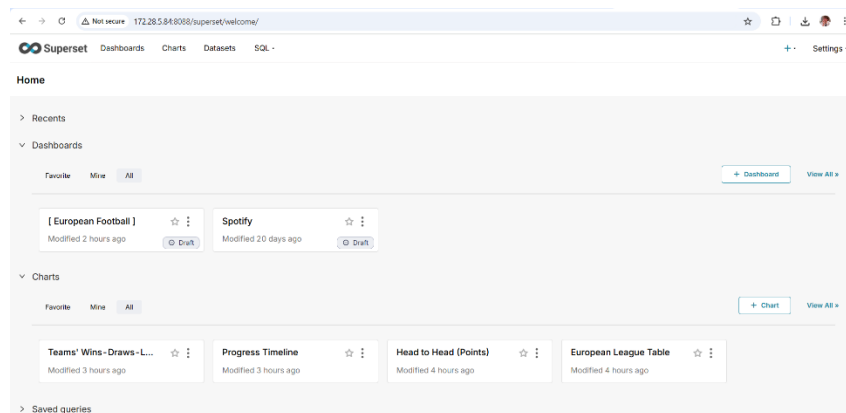 Not secure 172.28.5.84:8088/superset/welcome/
Superset Dashboards Charts Datasets SQL
Settings
Home
Recents
Dashboards
Favorite Mine All
+ Dashboard View All »
[ European Football ] Spotify
Modified 2 hours ago Draft Modified 20 days ago Draft
Charts
Favorite Mine All
+ Chart View All »
Teams' Wins-Draws-L... Progress Timeline Head to Head (Points) European League Table
Modified 3 hours ago Modified 3 hours ago Modified 4 hours ago Modified 4 hours ago
Saved queries